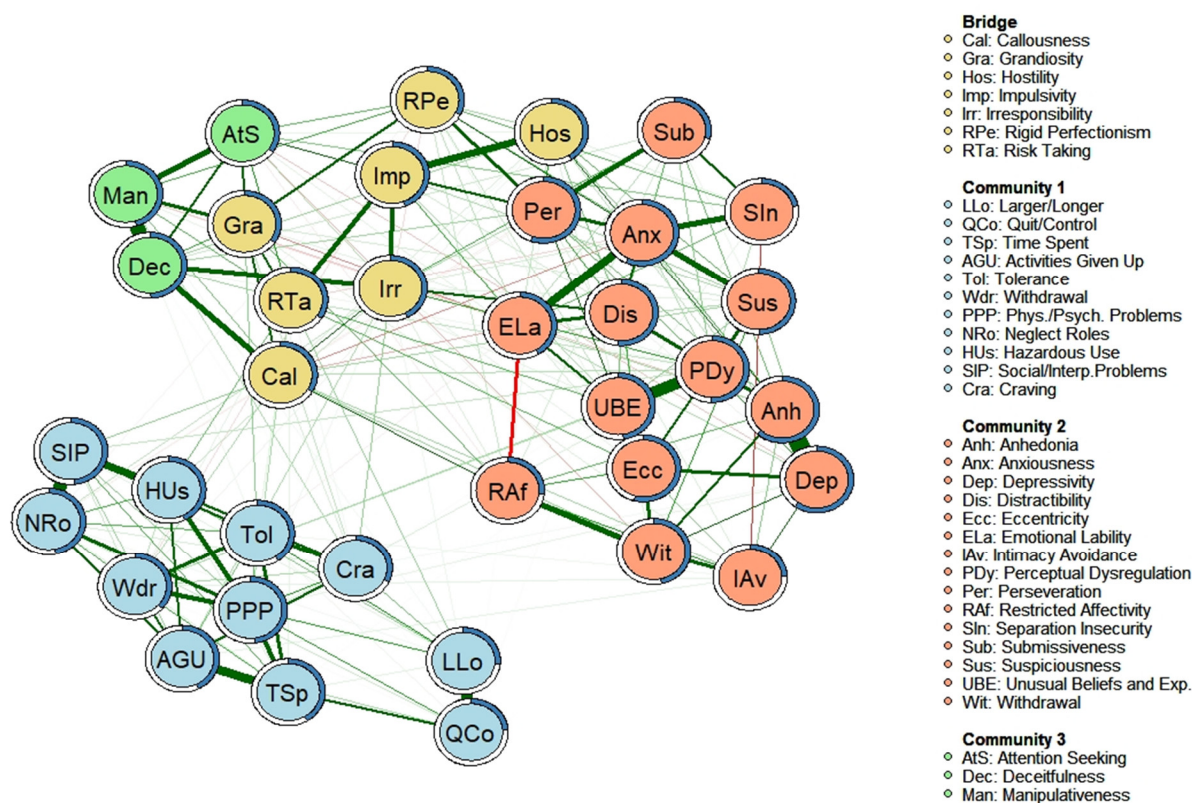 RPe
AtS
Hos
Sub
Imp
Man
Per
SIn
Gra
Anx
Dec
Irr
RTa
Sus
Dis
ELa
PDy
Cal
UBE
Anh
SIP
Ecc
Dep
HUs
RAf
NRo
Tol
Wit
Cra
IAv
Wdr
PPP
AGU
LLo
TSp
QCo
Bridge
Cal: Callousness
Gra: Grandiosity
Hos: Hostility
Imp: Impulsivity
Irr: Irresponsibility
RPe: Rigid Perfectionism
RTa: Risk Taking
Community 1
LLo: Larger/Longer
QCo: Quit/Control
TSp: Time Spent
AGU: Activities Given Up
Tol: Tolerance
Wdr: Withdrawal
PPP: Phys./Psych. Problems
NRo: Neglect Roles
HUs: Hazardous Use
SIP: Social/Interp.Problems
Cra: Craving
Community 2
Anh: Anhedonia
Anx: Anxiousness
Dep: Depressivity
Dis: Distractibility
Ecc: Eccentricity
ELa: Emotional Lability
IAv: Intimacy Avoidance
PDy: Perceptual Dysregulation
Per: Perseveration
RAf: Restricted Affectivity
SIn: Separation Insecurity
Sub: Submissiveness
Sus: Suspiciousness
UBE: Unusual Beliefs and Exp.
Wit: Withdrawal
Community 3
AtS: Attention Seeking
Dec: Deceitfulness
Man: Manipulativeness